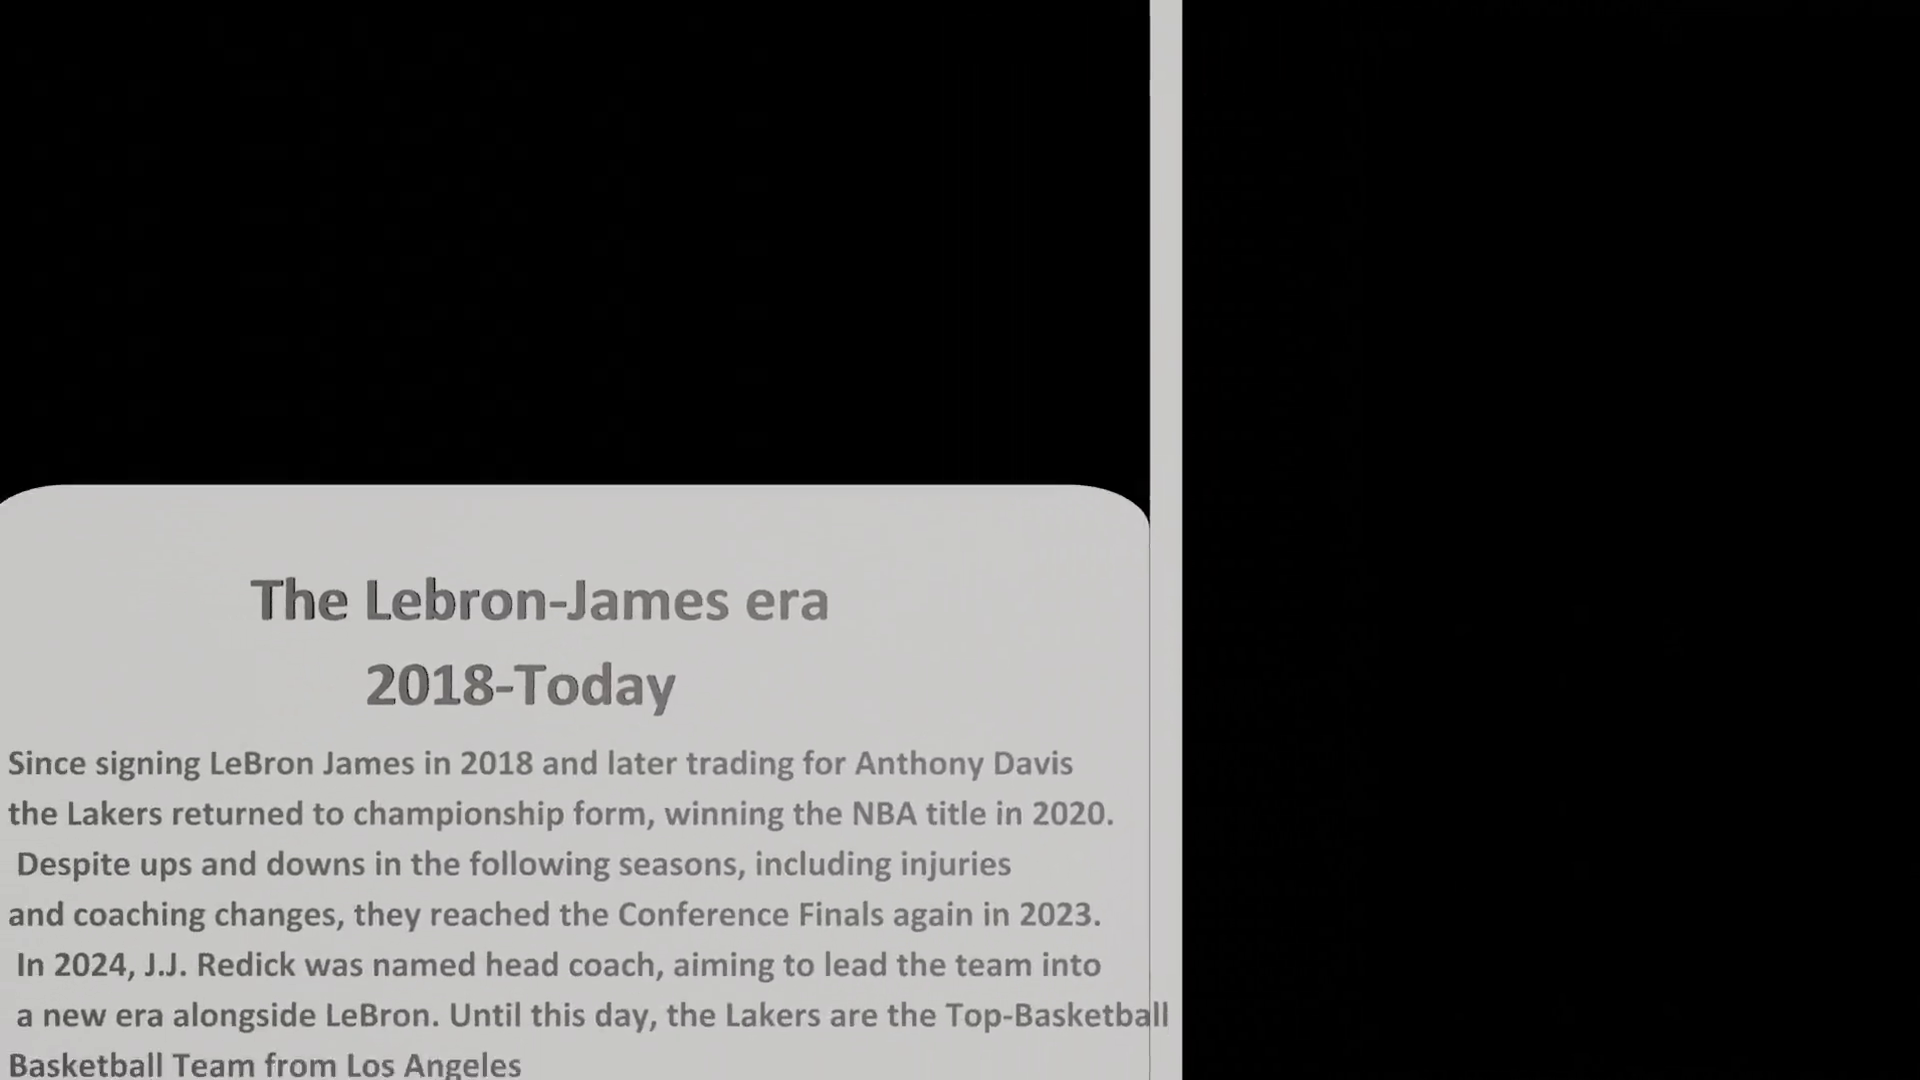 The Lebron-James era
2018-Today
Since signing LeBron James in 2018 and later trading for Anthony Davis
the Lakers returned to championship form, winning the NBA title in 2020.
Despite ups and downs in the following seasons, including injuries
and coaching changes, they reached the Conference Finals again in 2023.
In 2024, J.J. Redick was named head coach, aiming to lead the team into
a new era alongside LeBron. Until this day, the Lakers are the Top-Basketball
Basketball Team from Los Angeles